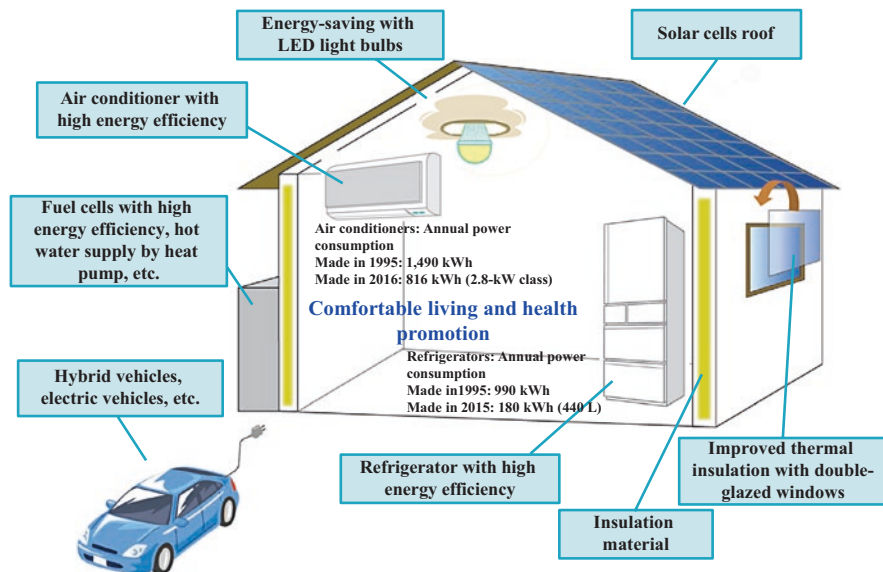 Energy-saving with
LED light bulbs
Solar cells roof
Air conditioner with
high energy efficiency
Fuel cells with high
energy efficiency, hot
water supply by heat
pump, etc.
Air conditioners: Annual power
consumption
Made in 1995: 1,490 kWh
Made in 2016: 816 kWh (2.8-kW class)
Comfortable living and health
promotion
Refrigerators: Annual power
consumption
Made in1995: 990 kWh
Made in 2015: 180 kWh (440 L)
Hybrid vehicles,
electric vehicles, etc.
Refrigerator with high
energy efficiency
Improved thermal
insulation with double-
glazed windows
Insulation
material